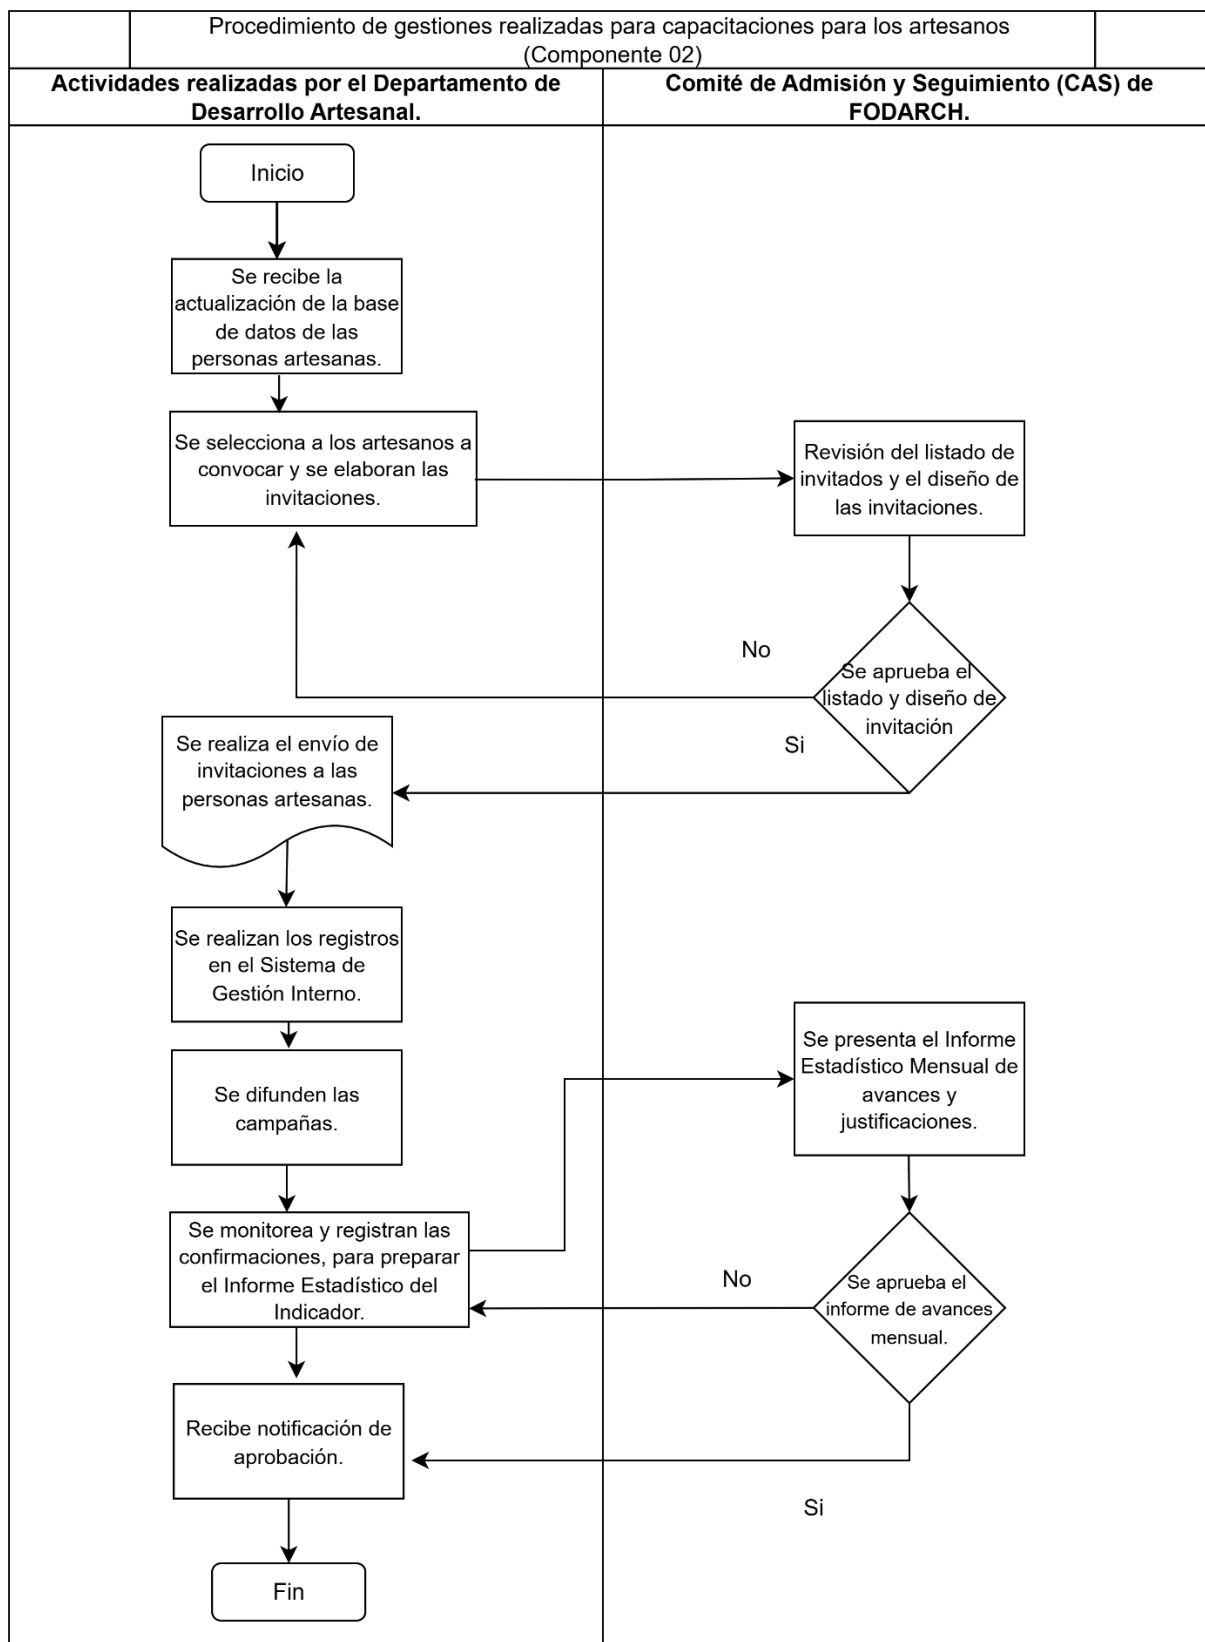 Procedimiento de gestiones realizadas para capacitaciones para los artesanos
(Componente 02)
Actividades realizadas por el Departamento de
Desarrollo Artesanal.
Comité de Admisión y Seguimiento (CAS) de
FODARCH.
Inicio
Se recibe la
actualización de la base
de datos de las
personas artesanas.
Se selecciona a los artesanos a
convocar y se elaboran las
invitaciones.
Revisión del listado de
invitados y el diseño de
las invitaciones.
No
Se aprueba el
listado y diseño de
invitación
Si
Se realiza el envío de
invitaciones a las
personas artesanas.
Se realizan los registros
en el Sistema de
Gestión Interno.
Se difunden las
campañas.
Se presenta el Informe
Estadístico Mensual de
avances y
justificaciones.
Se monitorea y registran las
confirmaciones, para preparar
el Informe Estadístico del
Indicador.
No
Se aprueba el
informe de avances
mensual.
Recibe notificación de
aprobación.
Si
Fin